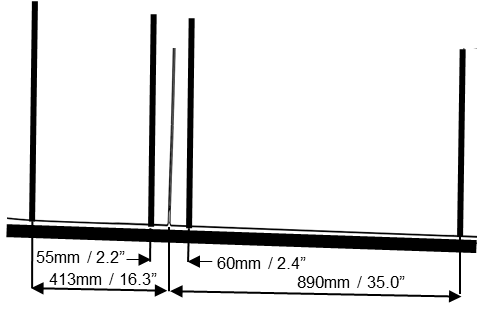 55mm / 2.2”
60mm / 2.4”
413mm / 16.3”
890mm / 35.0”